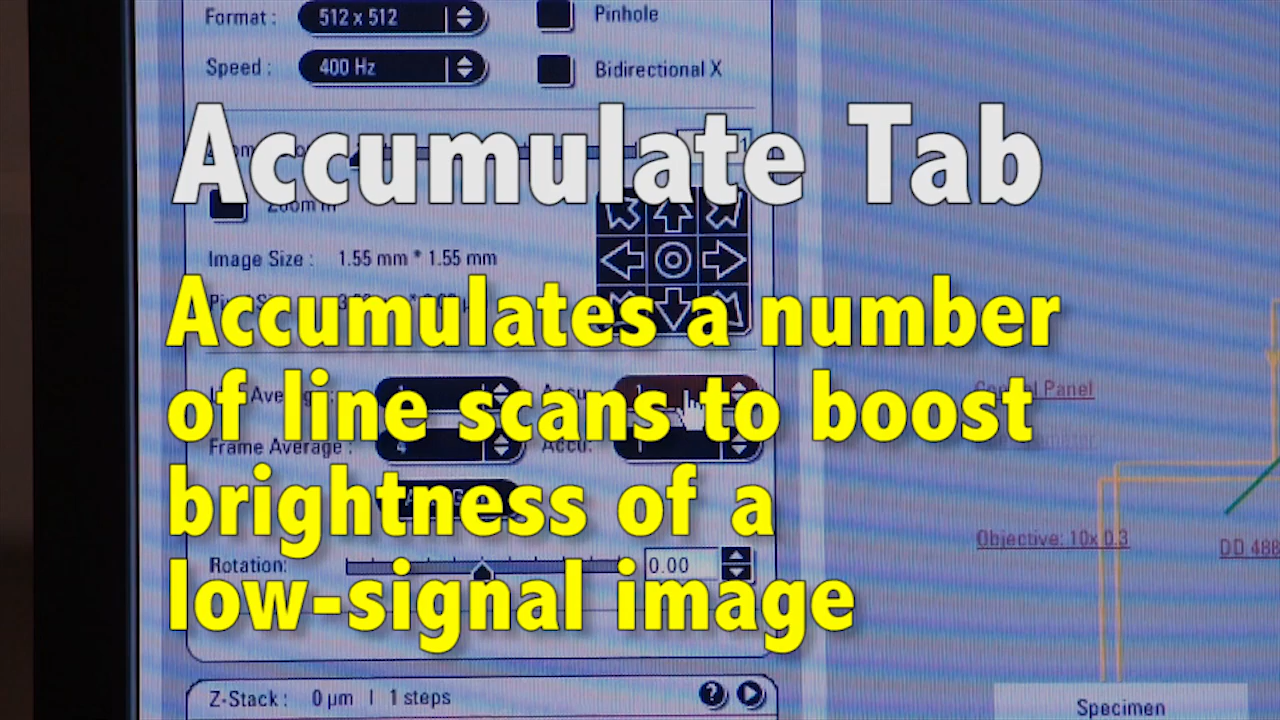 Format : 512 x 512 Pinhole
Speed : 400 Hz Bidirectional X
Accumulate Tab
Zoom In
Image Size : 1.55 mm * 1.55 mm
Accumulates a number
of line scans to boost
Control Panel
Frame Average : 4 Accu: 1
brightness of a
Objective: 10x 0.3
DD 488
Rotation: 0.00
low-signal image
Z-Stack : 0 µm | 1 steps ?
Specimen